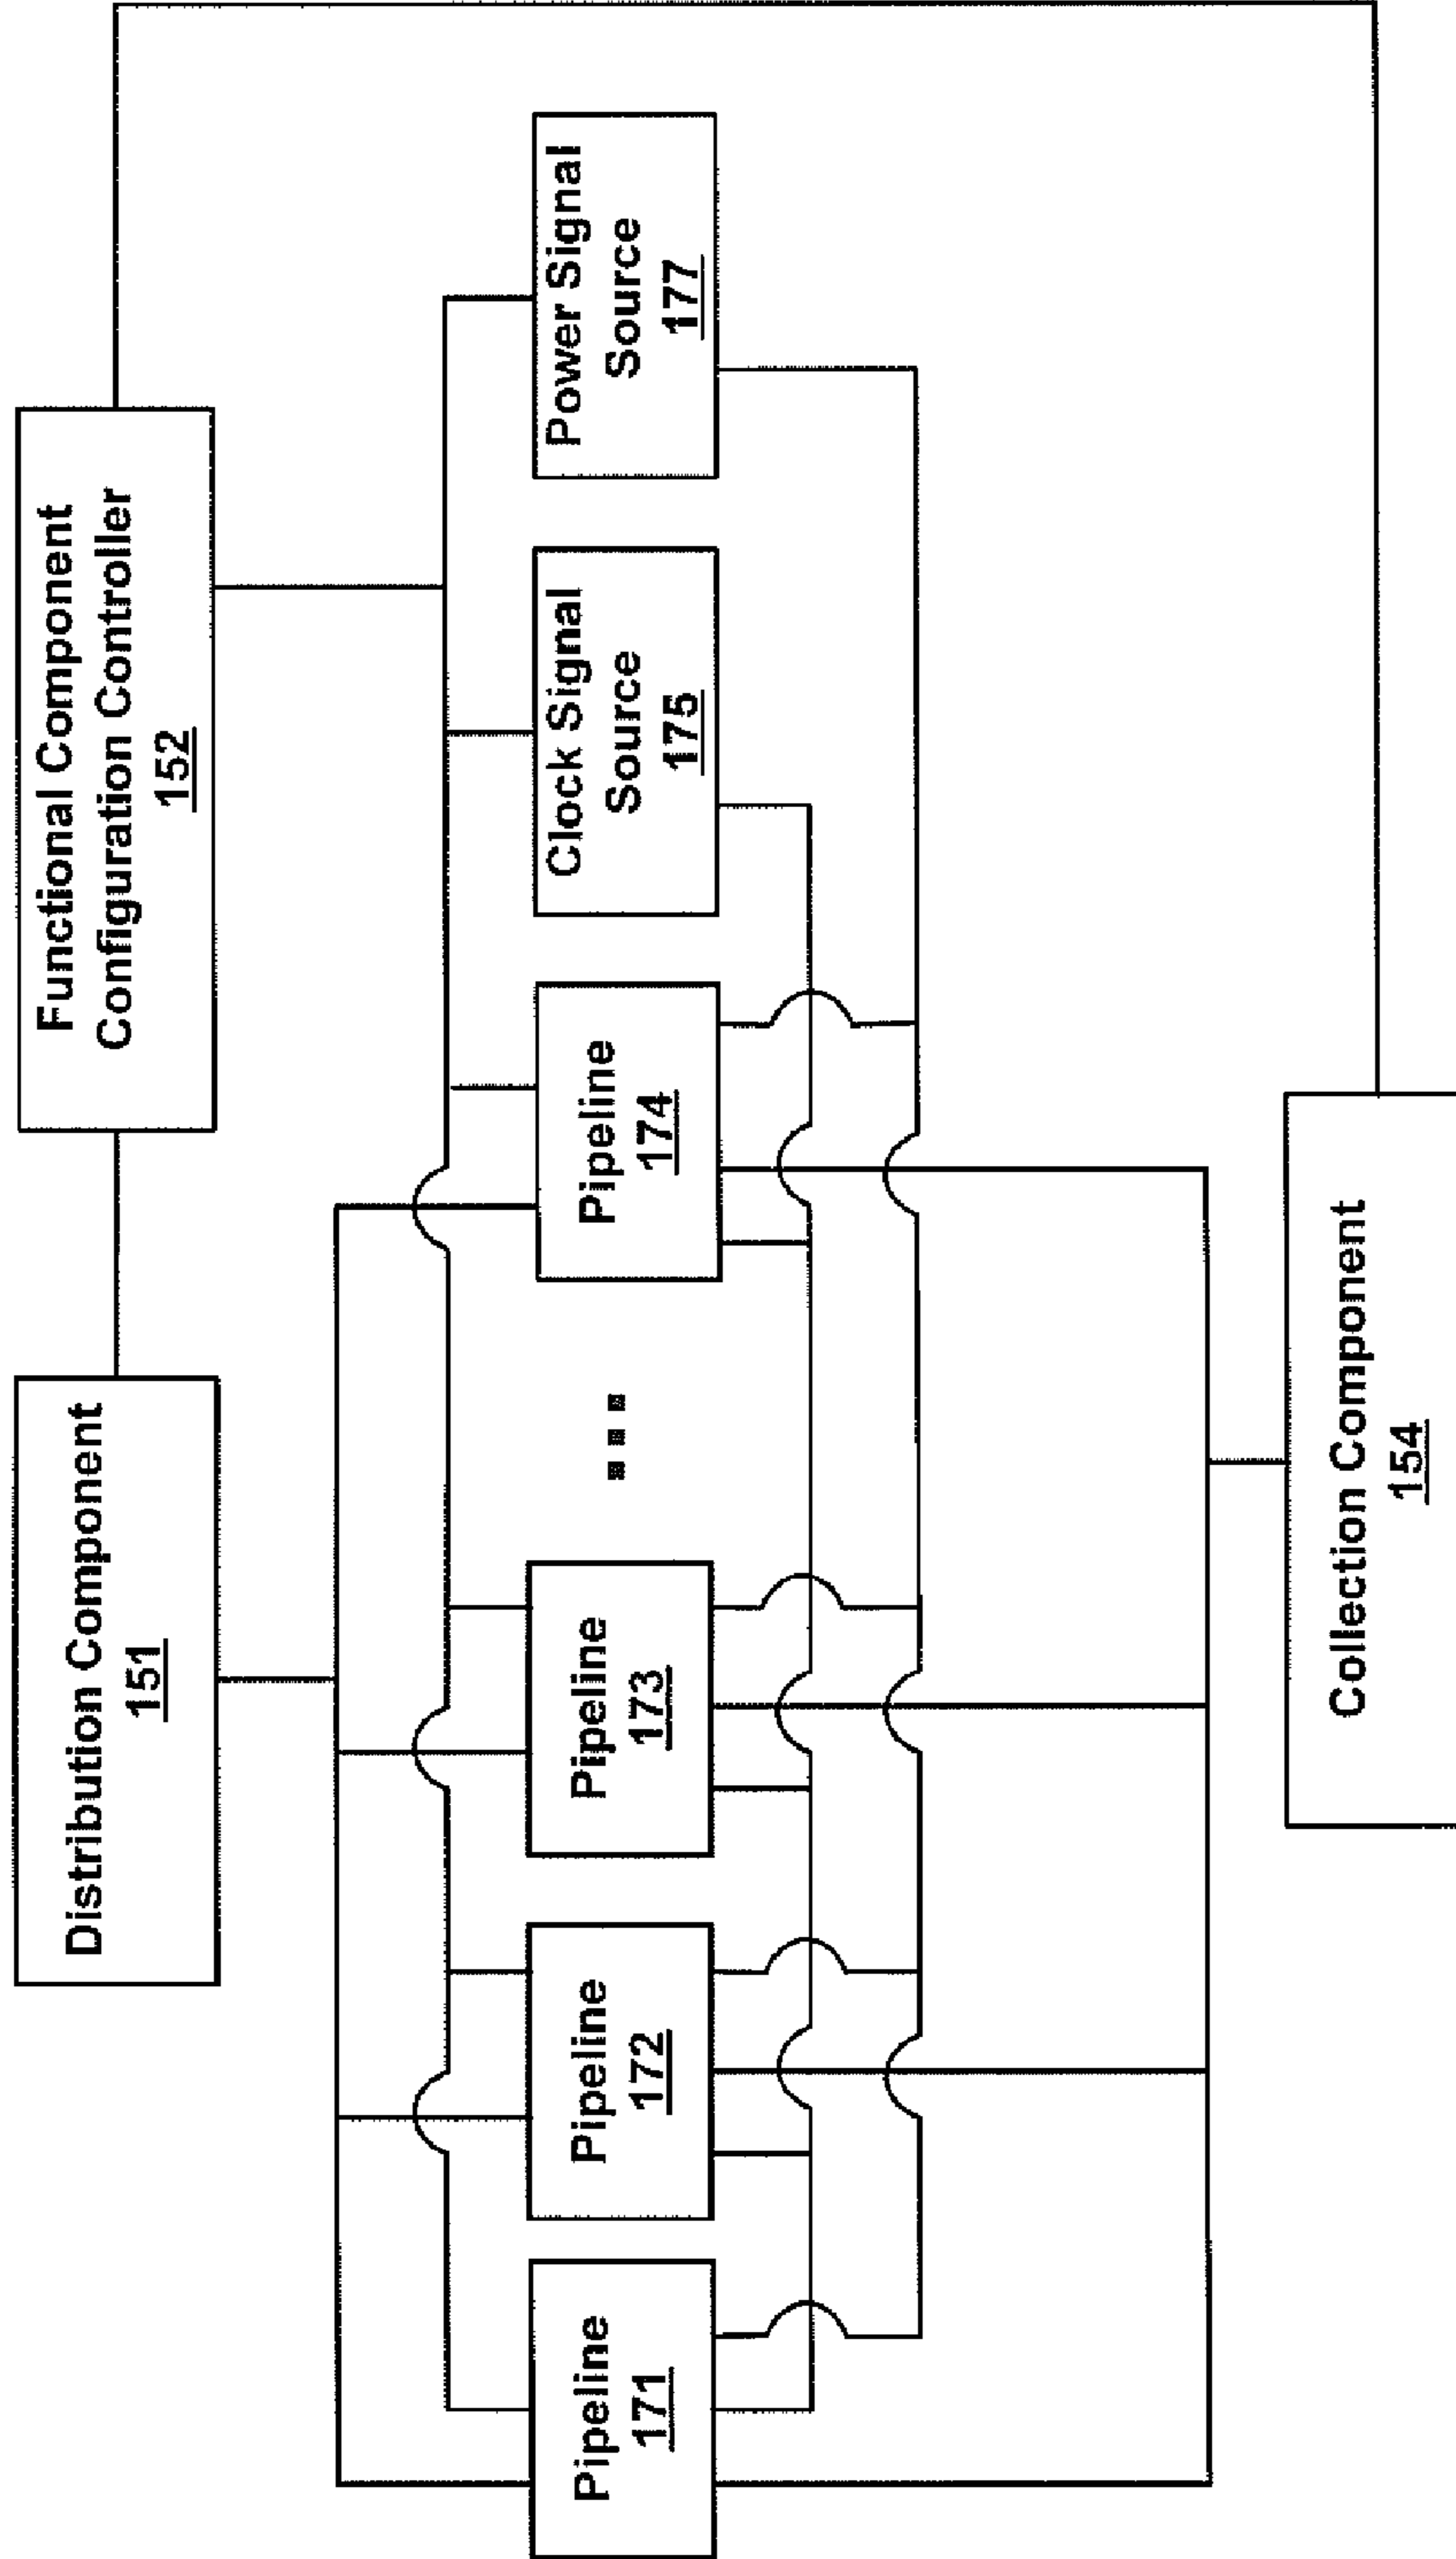 Distribution Component
151
Functional Component
Configuration Controller
152
Pipeline
171
Pipeline
172
Pipeline
173
Pipeline
174
Clock Signal
Source
175
Power Signal
Source
177
Collection Component
154